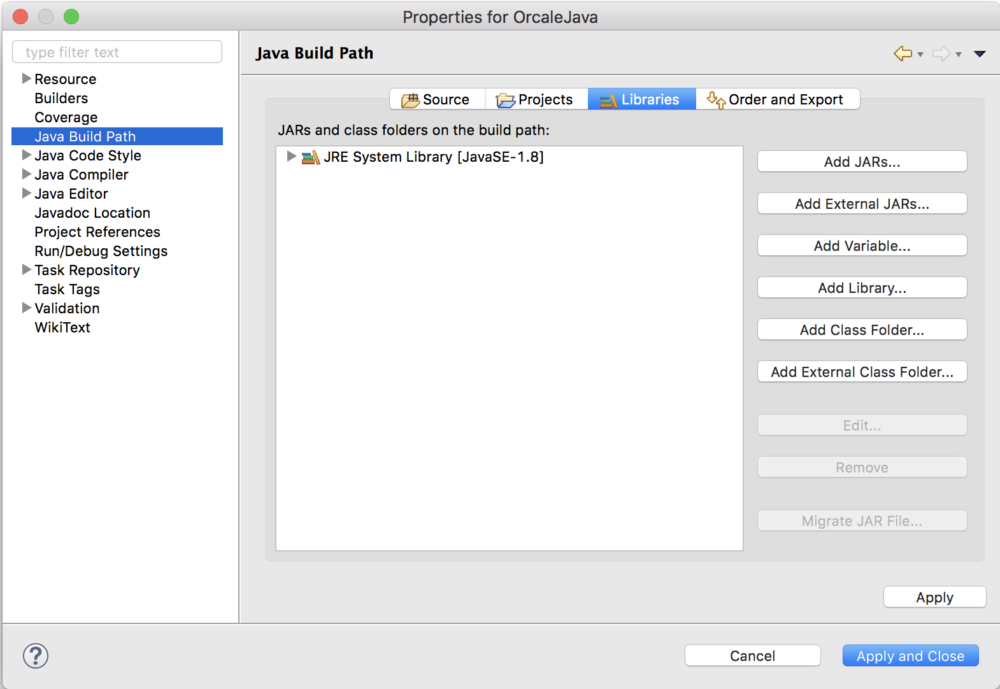 Properties for OrcaleJava
type filter text
Resource
Builders
Coverage
Java Build Path
Java Code Style
Java Compiler
Java Editor
Javadoc Location
Project References
Run/Debug Settings
Task Repository
Task Tags
Validation
WikiText
Java Build Path
Source Projects Libraries Order and Export
JARs and class folders on the build path:
JRE System Library [JavaSE-1.8]
Add JARs...
Add External JARs...
Add Variable...
Add Library...
Add Class Folder...
Add External Class Folder...
Edit...
Remove
Migrate JAR File...
Apply
?
Cancel
Apply and Close